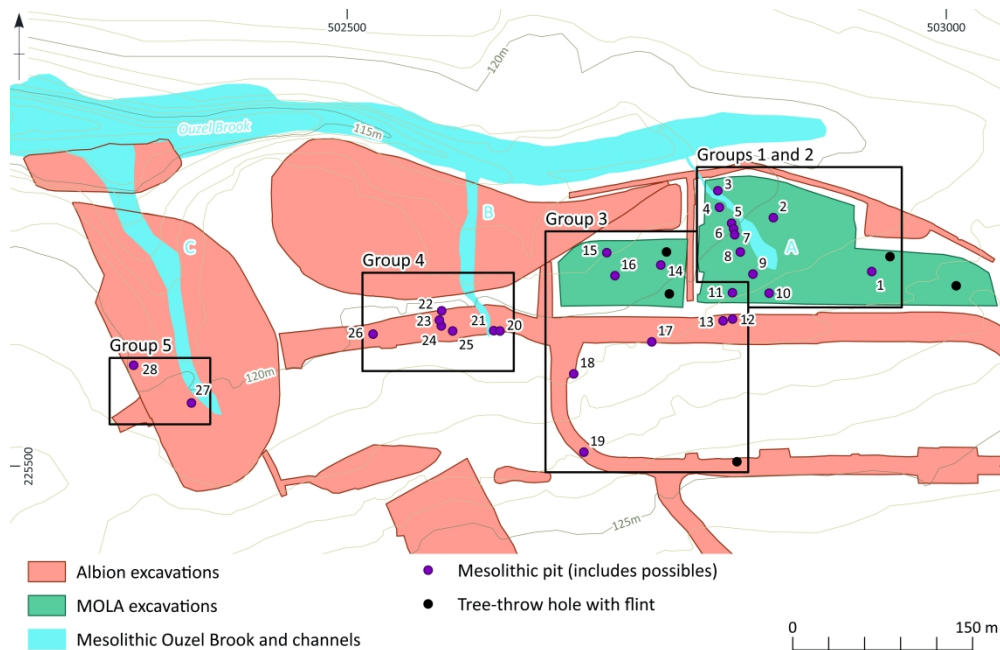 502500
503000
120m
Ouzel Brook
115m
Groups 1 and 2
3
4
5
2
6
7
A
B
C
Group 3
8
15
9
16
14
1
Group 4
11
10
22
13
12
23
21
20
17
26
24
25
Group 5
28
18
120m
27
19
225500
125m
Albion excavations
MOLA excavations
Mesolithic Ouzel Brook and channels
Mesolithic pit (includes possibles)
Tree-throw hole with flint
0
150 m